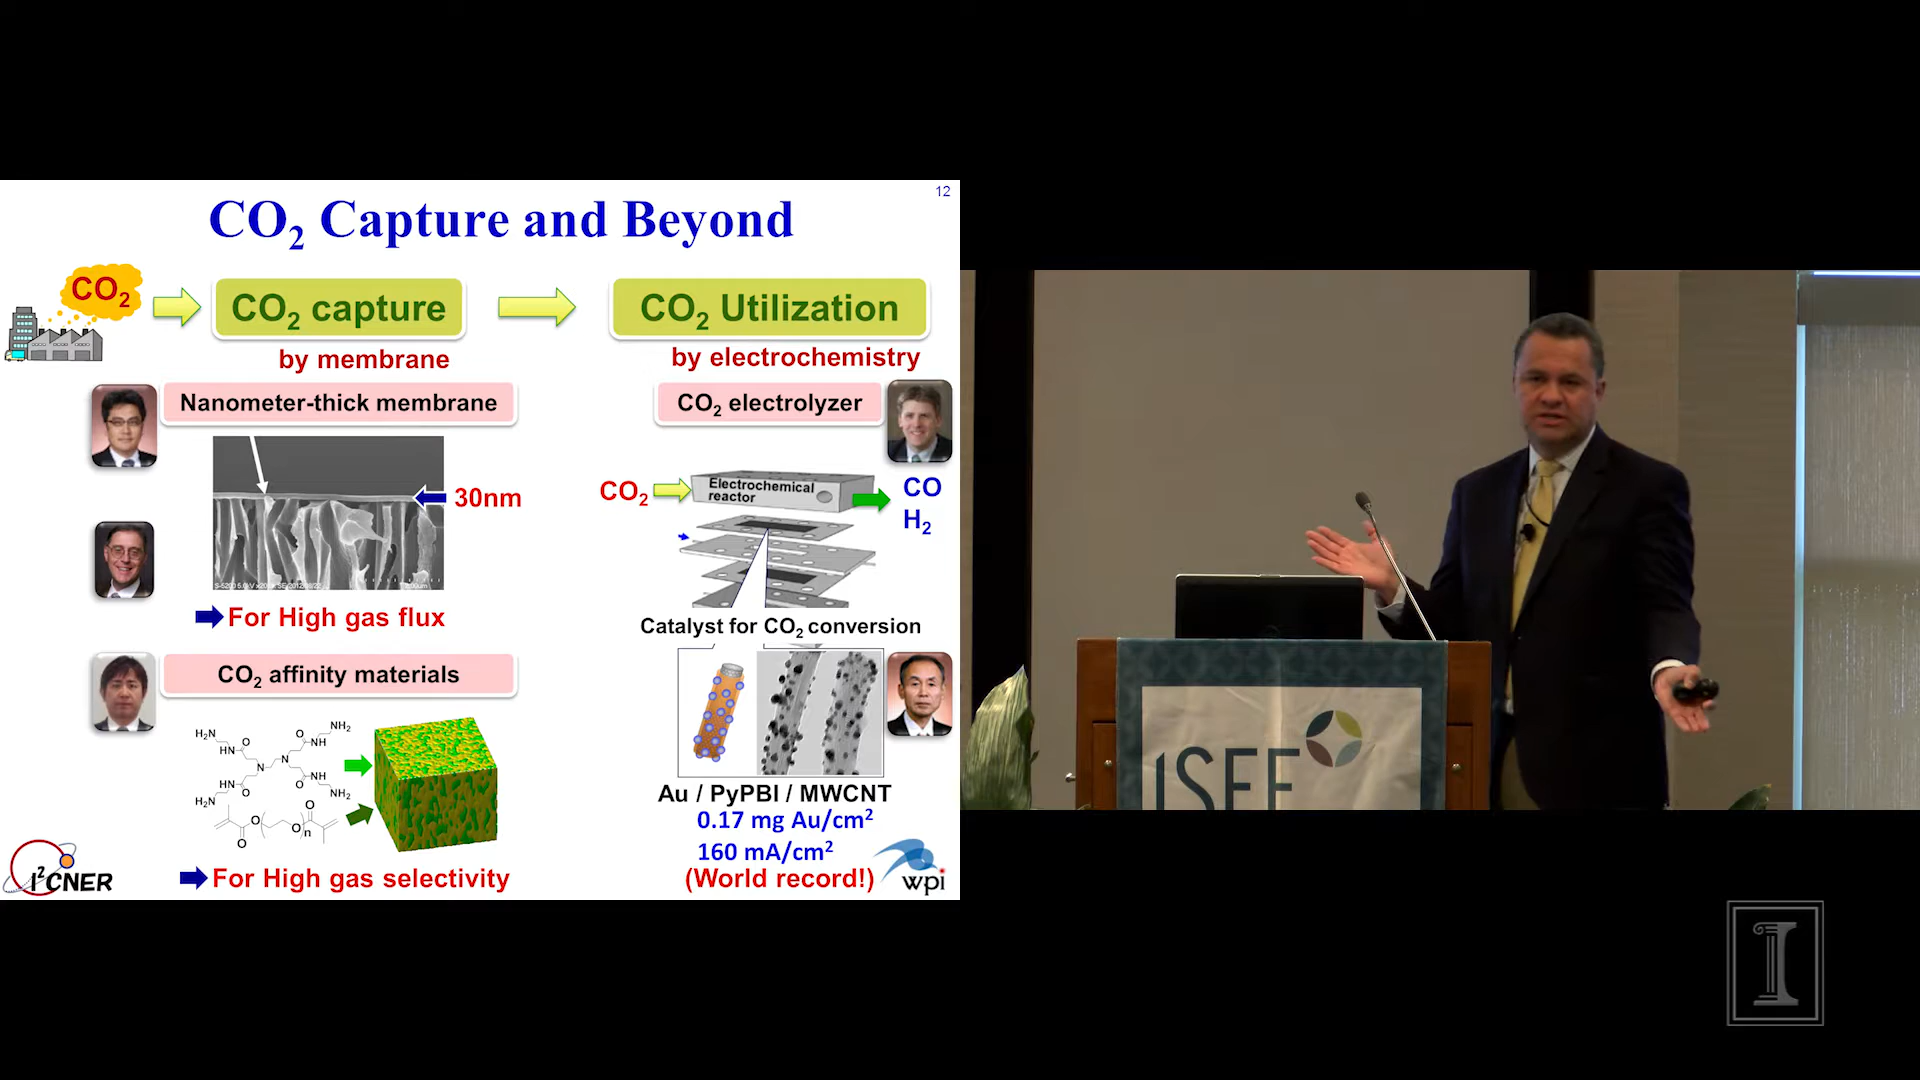 12
CO2 Capture and Beyond
CO2
CO2 capture
CO2 Utilization
by membrane
by electrochemistry
Nanometer-thick membrane
CO2 electrolyzer
30nm
CO2
Electrochemical
reactor
CO
H2
For High gas flux
Catalyst for CO2 conversion
CO2 affinity materials
H2N
HN
O
N
N
O
NH
NH2
HN
O
H2N
O
NH
NH2
O
O
O
n
O
Au / PyPBI / MWCNT
0.17 mg Au/cm2
160 mA/cm2
(World record!)
For High gas selectivity
I2CNER
wpi
ISEE
I